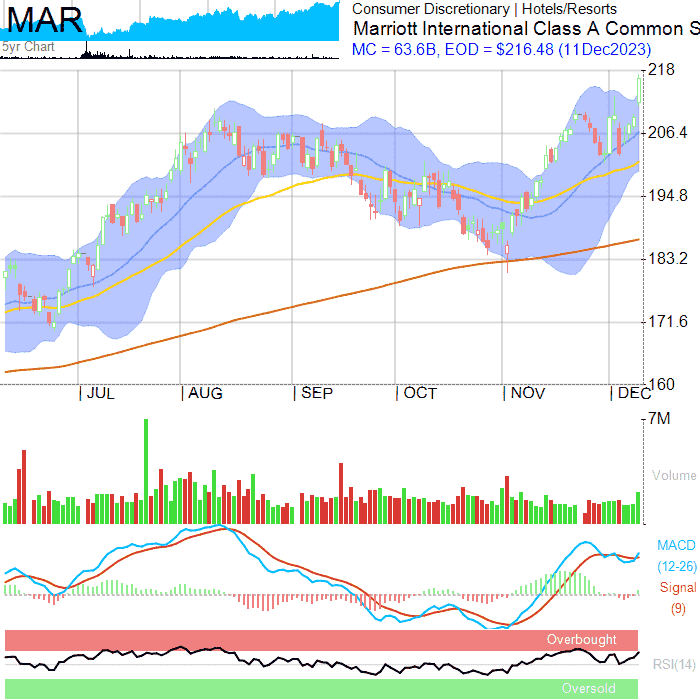 MAR
5yr Chart
Consumer Discretionary | Hotels/Resorts
Marriott International Class A Common S
MC = 63.6B, EOD = $216.48 (11Dec2023)
218
206.4
194.8
183.2
171.6
160
JUL AUG SEP OCT NOV DEC
7M
Volume
MACD
(12-26)
Signal
(9)
Overbought
RSI(14)
Oversold